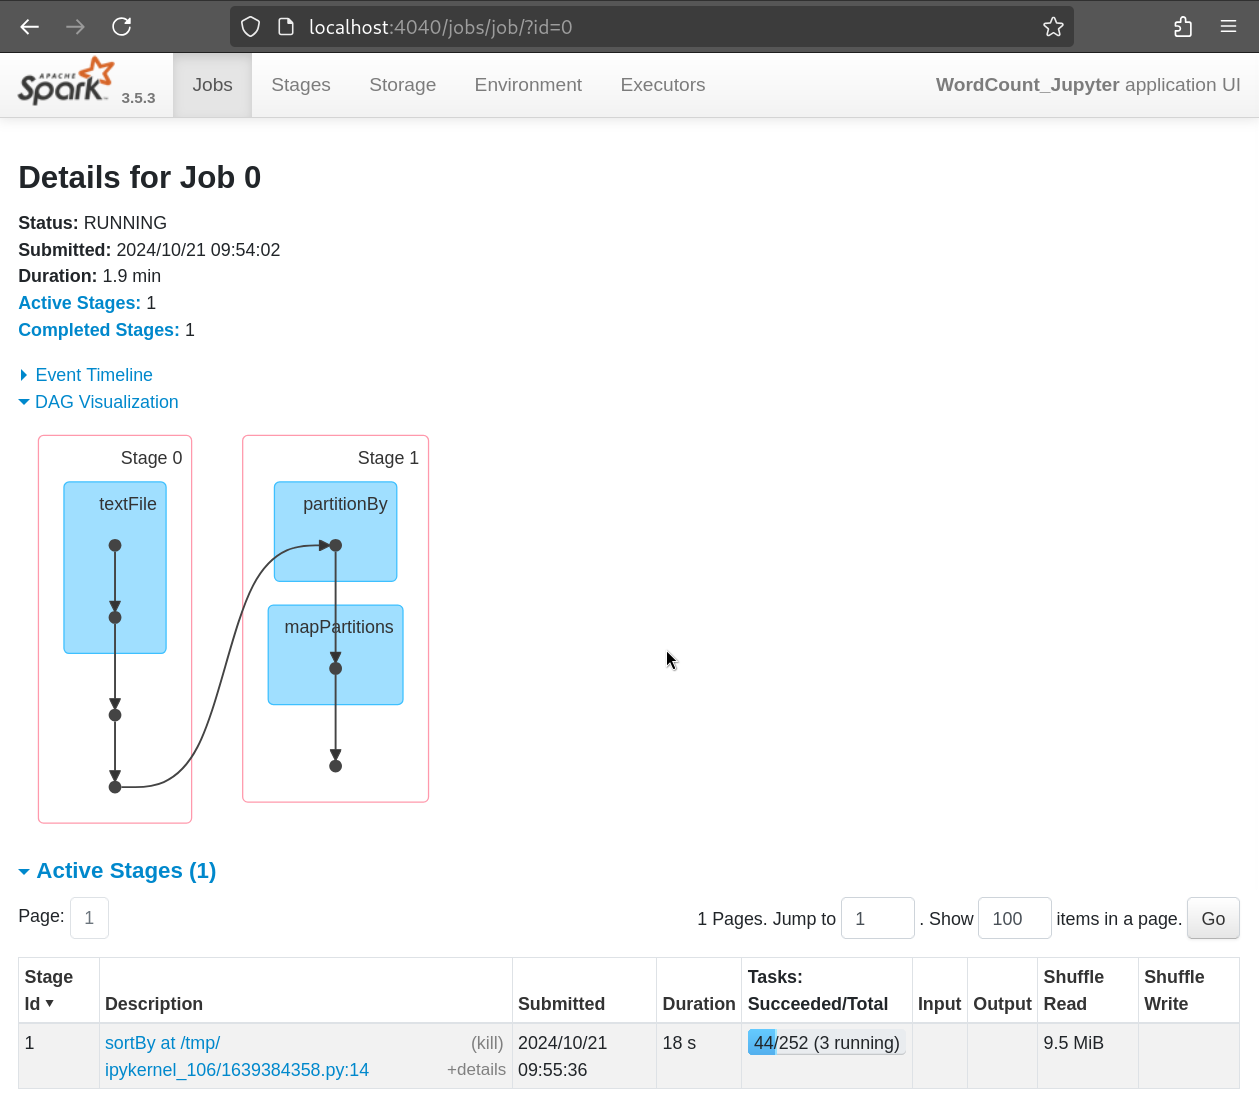 localhost:4040/jobs/job/?id=0
APACHE
Spark 3.5.3 Jobs Stages Storage Environment Executors WordCount_Jupyter application UI
Details for Job 0
Status: RUNNING
Submitted: 2024/10/21 09:54:02
Duration: 1.9 min
Active Stages: 1
Completed Stages: 1
Event Timeline
DAG Visualization
Stage 0
textFile
Stage 1
partitionBy
mapPartitions
Active Stages (1)
Page: 1
1 Pages. Jump to 1 . Show 100 items in a page. Go
Stage Id
Description
Submitted
Duration
Tasks: Succeeded/Total
Input
Output
Shuffle Read
Shuffle Write
1
sortBy at /tmp/
ipykernel_106/1639384358.py:14
(kill)
+details
2024/10/21
09:55:36
18 s
44/252 (3 running)
9.5 MiB